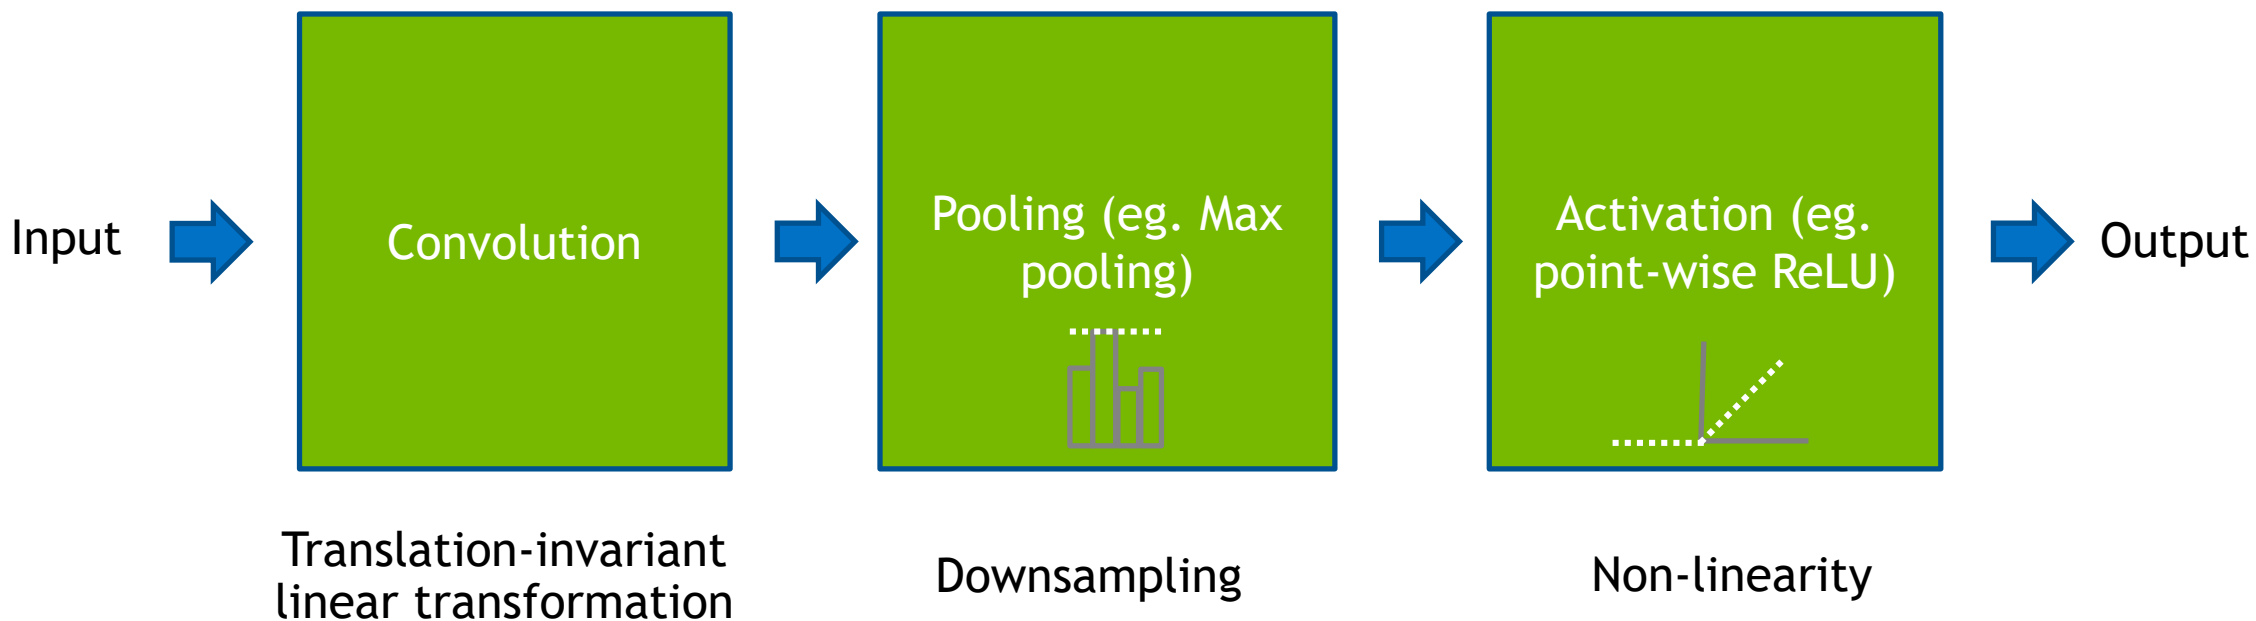 Input
Convolution
Pooling (eg. Max
pooling)
Activation (eg.
point-wise ReLU)
Output
Translation-invariant
linear transformation
Downsampling
Non-linearity